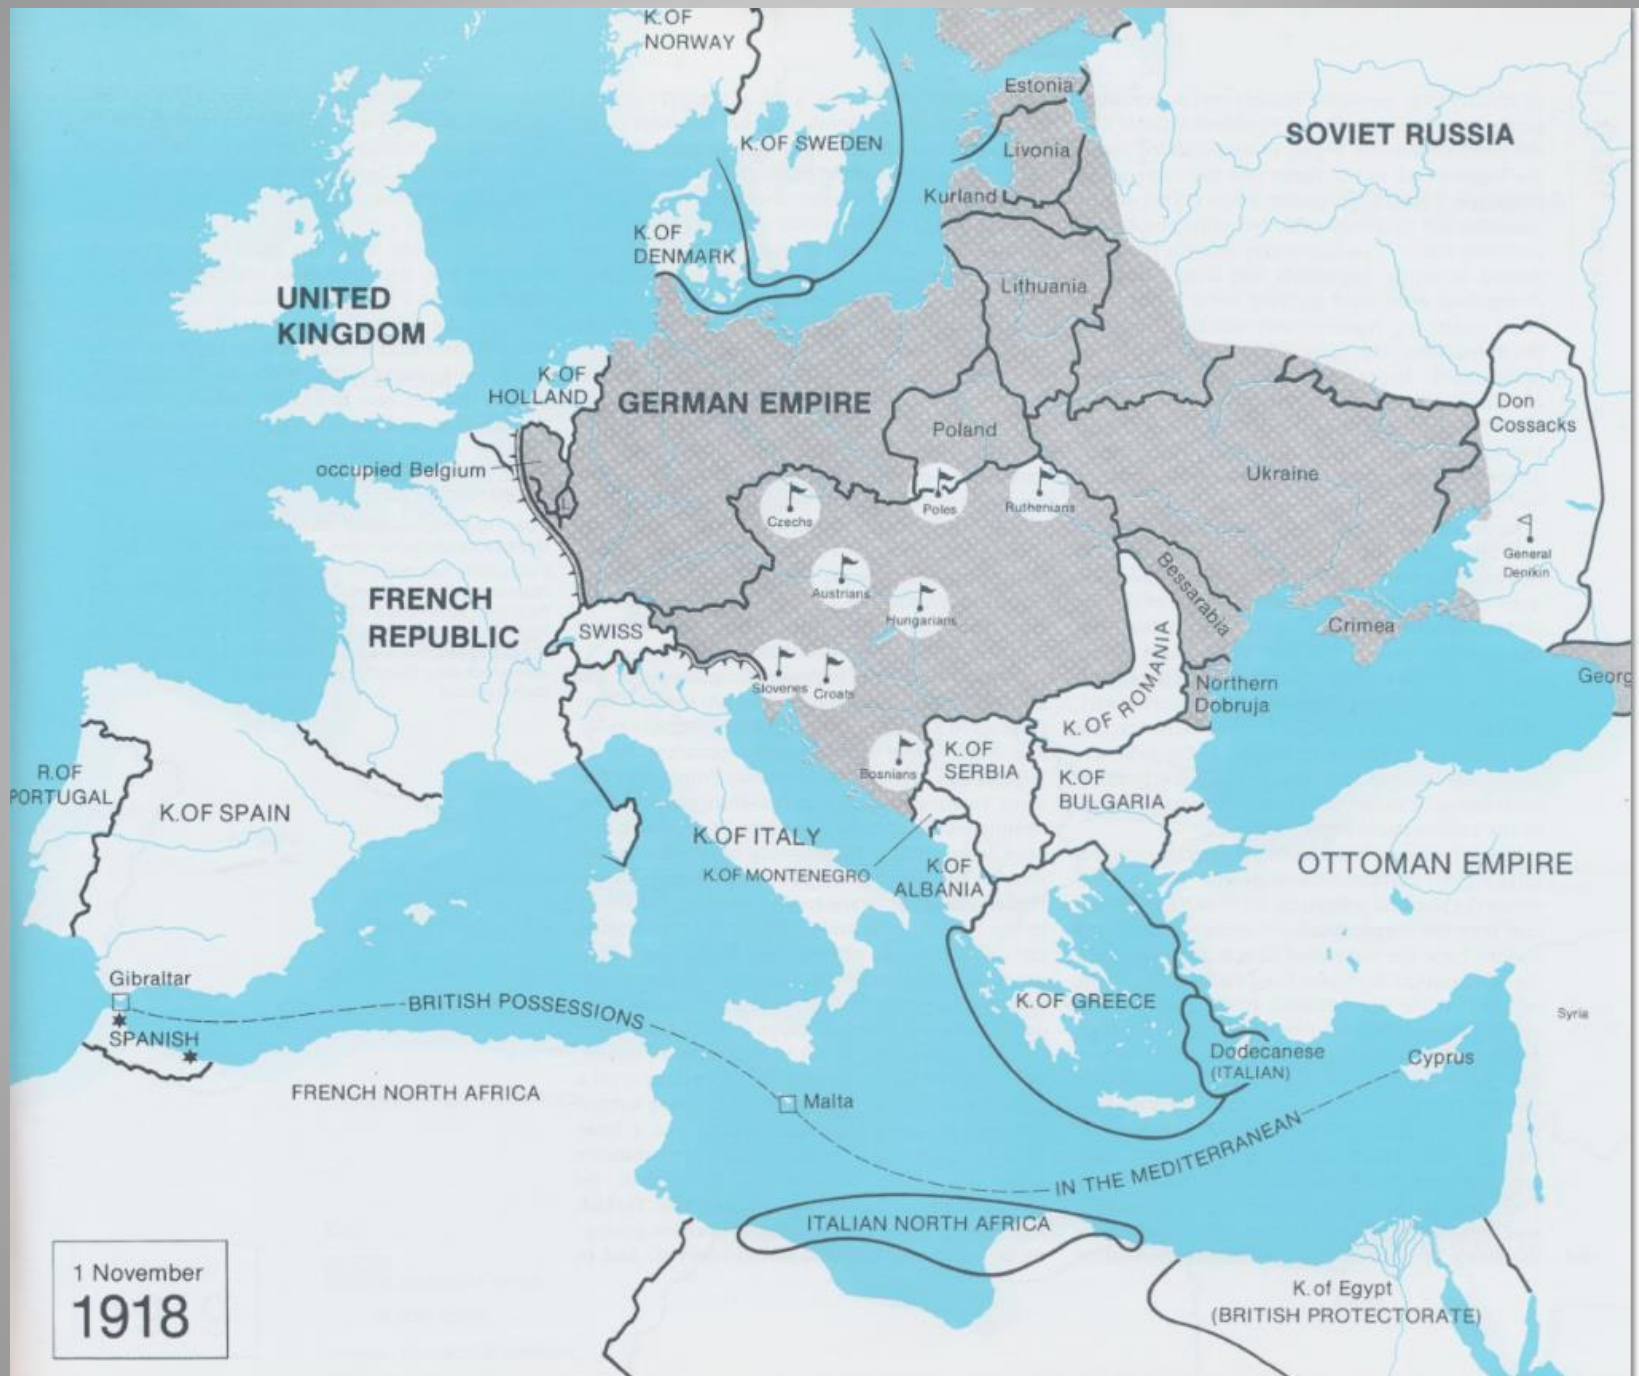 K. OF
NORWAY
Estonia
K. OF SWEDEN
SOVIET RUSSIA
Livonia
Kurland
K. OF
DENMARK
Lithuania
UNITED
KINGDOM
K. OF
HOLLAND
GERMAN EMPIRE
Don
Cossacks
Poland
occupied Belgium
Ukraine
L
Czechs
Poles
Ruthenians
General
Denikin
Bessarabia
Austrians
Hungarians
FRENCH
REPUBLIC
SWISS
Crimea
Slovenes
Croats
K. OF ROMANIA
Northern
Dobruja
Georg
K. OF
SERBIA
Bosnians
K. OF
BULGARIA
R. OF
PORTUGAL
K. OF SPAIN
K. OF ITALY
K. OF MONTENEGRO
K. OF
ALBANIA
OTTOMAN EMPIRE
Gibraltar
BRITISH POSSESSIONS
K. OF GREECE
Syria
SPANISH
Dodecanese
(ITALIAN)
Cyprus
FRENCH NORTH AFRICA
Malta
IN THE MEDITERRANEAN
ITALIAN NORTH AFRICA
1 November
1918
K. of Egypt
(BRITISH PROTECTORATE)